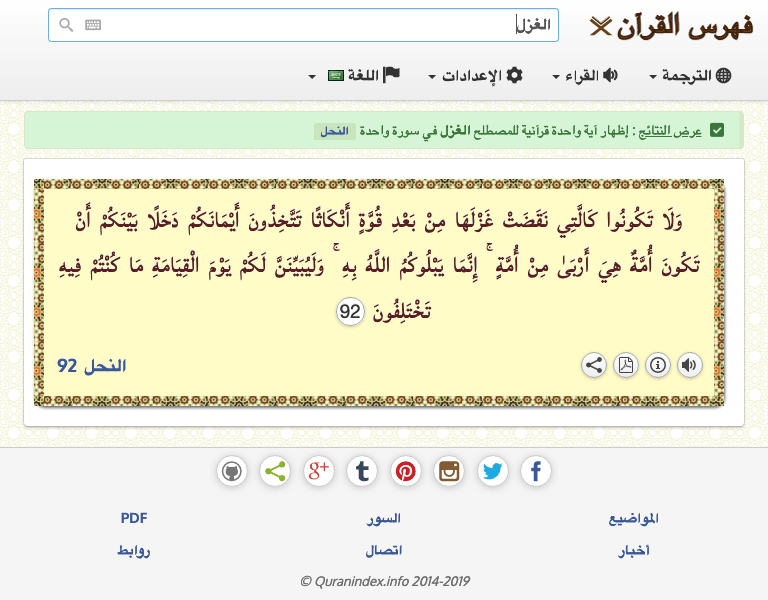 فهرس القرآن
الغزل
الترجمة القراء الإعدادات اللغة
عرض النتائج : إظهار آية واحدة قرآنية للمصطلح الغزل في سورة واحدة النحل
وَلَا تَكُونُوا كَالَّتِي نَقَضَتْ غَزْلَهَا مِنْ بَعْدِ قُوَّةٍ أَنْكَاثًا تَتَّخِذُونَ أَيْمَانَكُمْ دَخَلًا بَيْنَكُمْ أَنْ
تَكُونَ أُمَّةٌ هِيَ أَرْبَىٰ مِنْ أُمَّةٍ ۚ إِنَّمَا يَبْلُوكُمُ اللَّهُ بِهِ ۚ وَلَيُبَيِّنَنَّ لَكُمْ يَوْمَ الْقِيَامَةِ مَا كُنْتُمْ فِيهِ
تَخْتَلِفُونَ 92
النحل 92
المواضيع السور PDF
أخبار اتصال روابط
© Quranindex.info 2014-2019